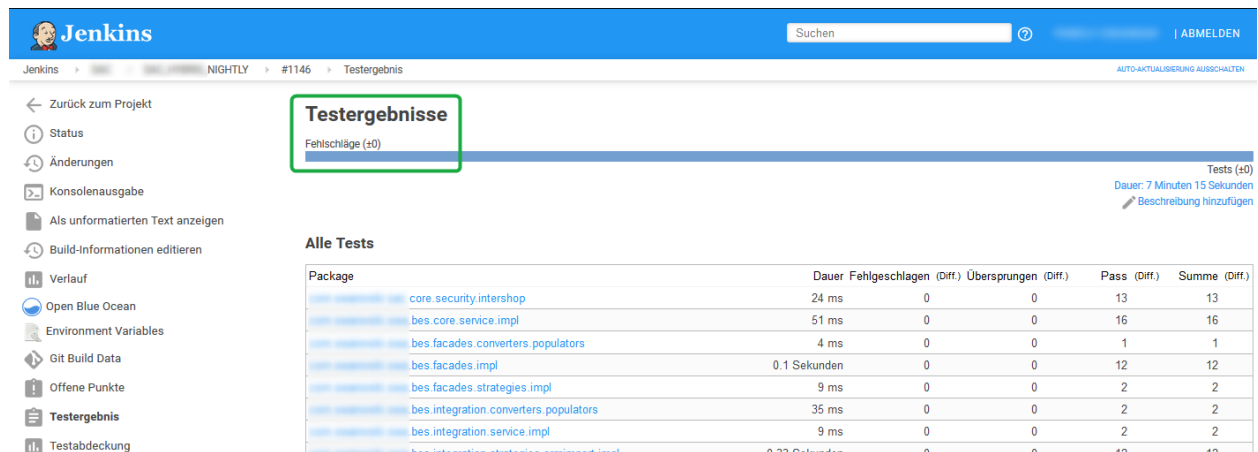 Jenkins
Suchen
| ABMELDEN
Jenkins
NIGHTLY
#1146
Testergebnis
AUTO-AKTUALISIERUNG AUSSCHALTEN
Zurück zum Projekt
Status
Änderungen
Konsolenausgabe
Als unformatierten Text anzeigen
Build-Informationen editieren
Verlauf
Open Blue Ocean
Environment Variables
Git Build Data
Offene Punkte
Testergebnis
Testabdeckung
Testergebnisse
Fehlschläge (±0)
Tests (±0)
Dauer: 7 Minuten 15 Sekunden
Beschreibung hinzufügen
Alle Tests
Package Dauer Fehlgeschlagen (Diff.) Übersprungen (Diff.) Pass (Diff.) Summe (Diff.)
core.security.intershop 24 ms 0 0 13 13
.bes.core.service.impl 51 ms 0 0 16 16
.bes.facades.converters.populators 4 ms 0 0 1 1
.bes.facades.impl 0.1 Sekunden 0 0 12 12
.bes.facades.strategies.impl 9 ms 0 0 2 2
.bes.integration.converters.populators 35 ms 0 0 2 2
.bes.integration.service.impl 9 ms 0 0 2 2